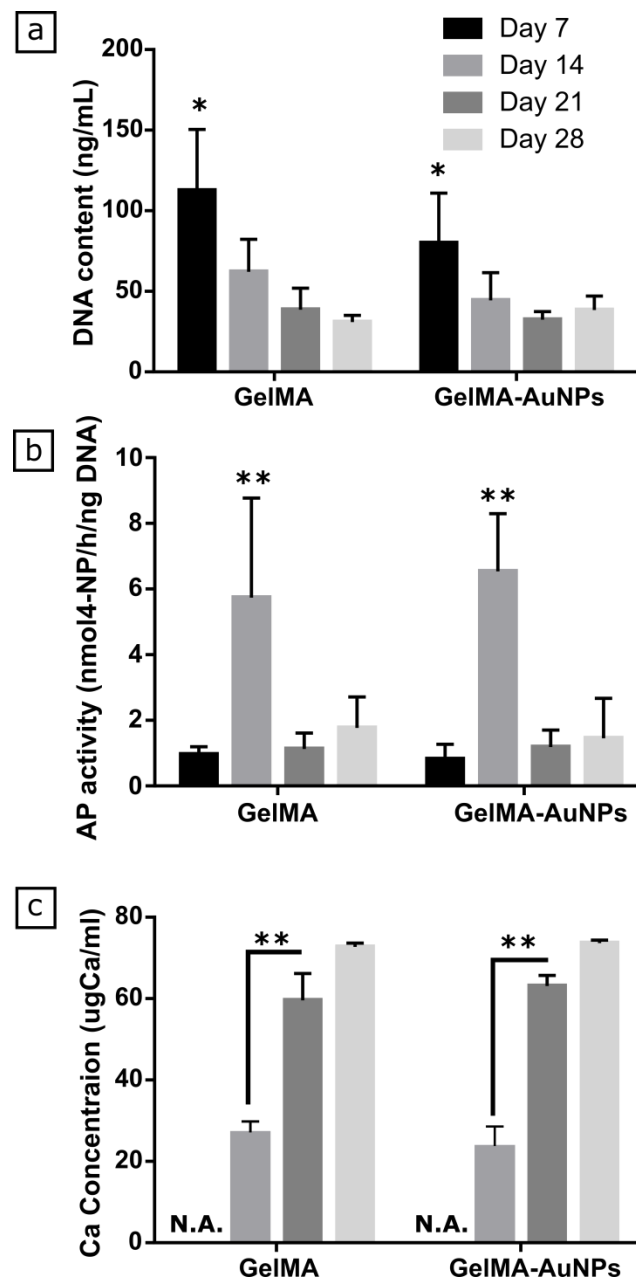 a
DNA content (ng/mL)
200
150
100
50
0
Day 7
Day 14
Day 21
Day 28
*
*
GelMA
GelMA-AuNPs
b
AP activity (nmol4-NP/h/ng DNA)
10
8
6
4
2
0
**
**
GelMA
GelMA-AuNPs
c
Ca Concentraion (ugCa/ml)
80
60
40
20
0
**
**
N.A.
N.A.
GelMA
GelMA-AuNPs